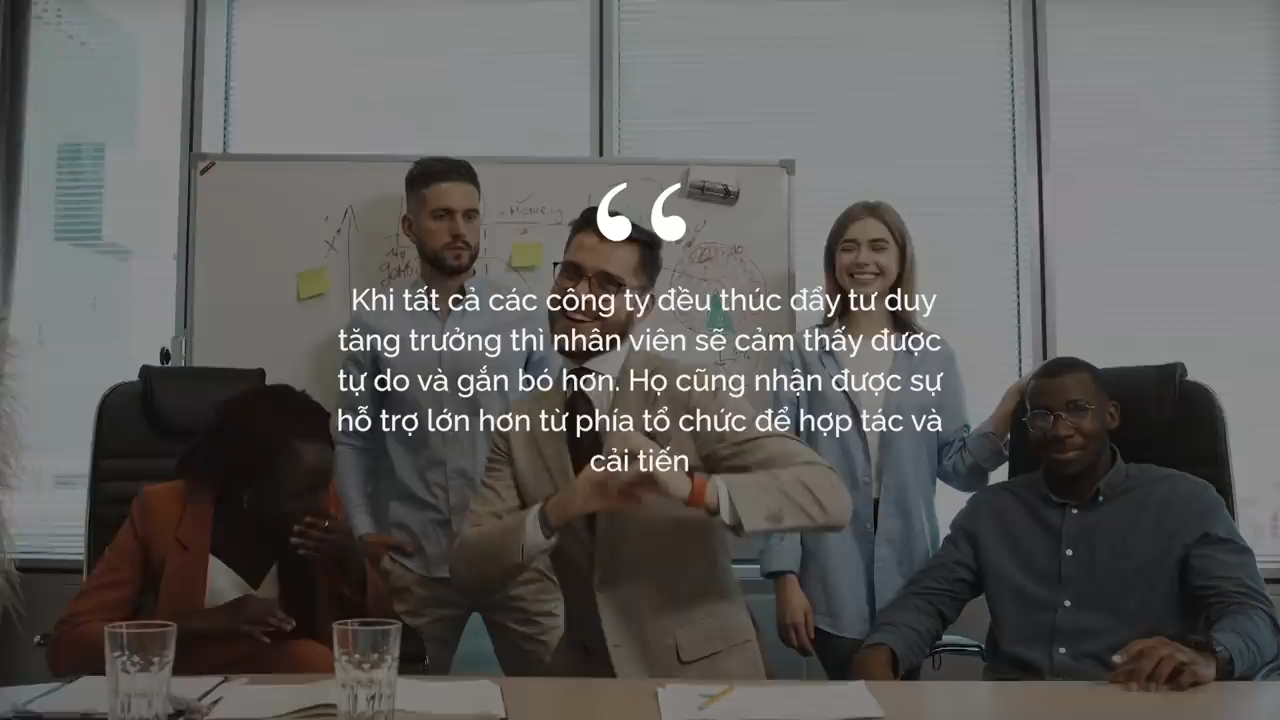 Money
“
Khi tất cả các công ty đều thúc đẩy tư duy
tăng trưởng thì nhân viên sẽ cảm thấy được
tự do và gắn bó hơn. Họ cũng nhận được sự
hỗ trợ lớn hơn từ phía tổ chức để hợp tác và
cải tiến